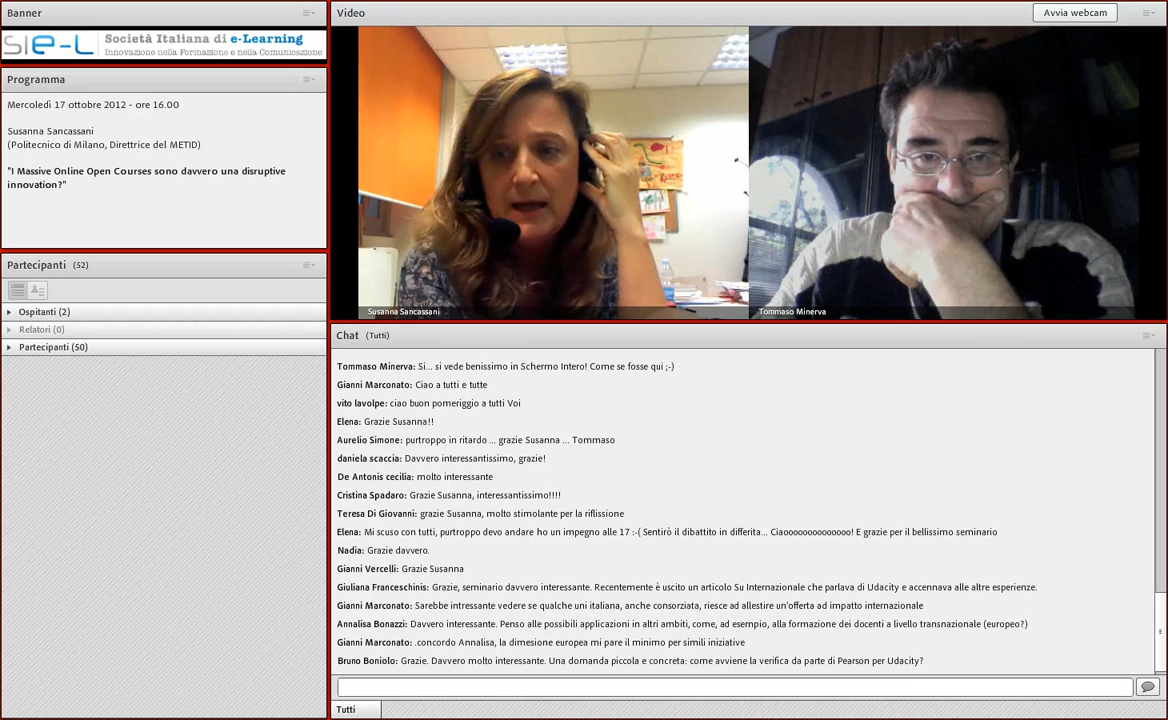 Banner
SIe-L Società Italiana di e-Learning
Innovazione nella Formazione e nella Comunicazione
Programma
Mercoledì 17 ottobre 2012 - ore 16.00
Susanna Sancassani
(Politecnico di Milano, Direttrice del METID)
"I Massive Online Open Courses sono davvero una disruptive
innovation?"
Partecipanti (52)
Ospitanti (2)
Relatori (0)
Partecipanti (50)
Video
Avvia webcam
Susanna Sancassani
Tommaso Minerva
Chat (Tutti)
Tommaso Minerva: Si... si vede benissimo in Schermo Intero! Come se fosse qui ;-)
Gianni Marconato: Ciao a tutti e tutte
vito lavolpe: ciao buon pomeriggio a tutti Voi
Elena: Grazie Susanna!!
Aurelio Simone: purtroppo in ritardo ... grazie Susanna ... Tommaso
daniela scaccia: Davvero interessantissimo, grazie!
De Antonis cecilia: molto interessante
Cristina Spadaro: Grazie Susanna, interessantissimo!!!!
Teresa Di Giovanni: grazie Susanna, molto stimolante per la riflissione
Elena: Mi scuso con tutti, purtroppo devo andare ho un impegno alle 17 :-( Sentirò il dibattito in differita... Ciaoooooooooooooo! E grazie per il bellissimo seminario
Nadia: Grazie davvero.
Gianni Vercelli: Grazie Susanna
Giuliana Franceschinis: Grazie, seminario davvero interessante. Recentemente è uscito un articolo Su Internazionale che parlava di Udacity e accennava alle altre esperienze.
Gianni Marconato: Sarebbe intressante vedere se qualche uni italiana, anche consorziata, riesce ad allestire un'offerta ad impatto internazionale
Annalisa Bonazzi: Davvero interessante. Penso alle possibili applicazioni in altri ambiti, come, ad esempio, alla formazione dei docenti a livello transnazionale (europeo?)
Gianni Marconato: .concordo Annalisa, la dimesione europea mi pare il minimo per simili iniziative
Bruno Boniolo: Grazie. Davvero molto interessante. Una domanda piccola e concreta: come avviene la verifica da parte di Pearson per Udacity?
Tutti